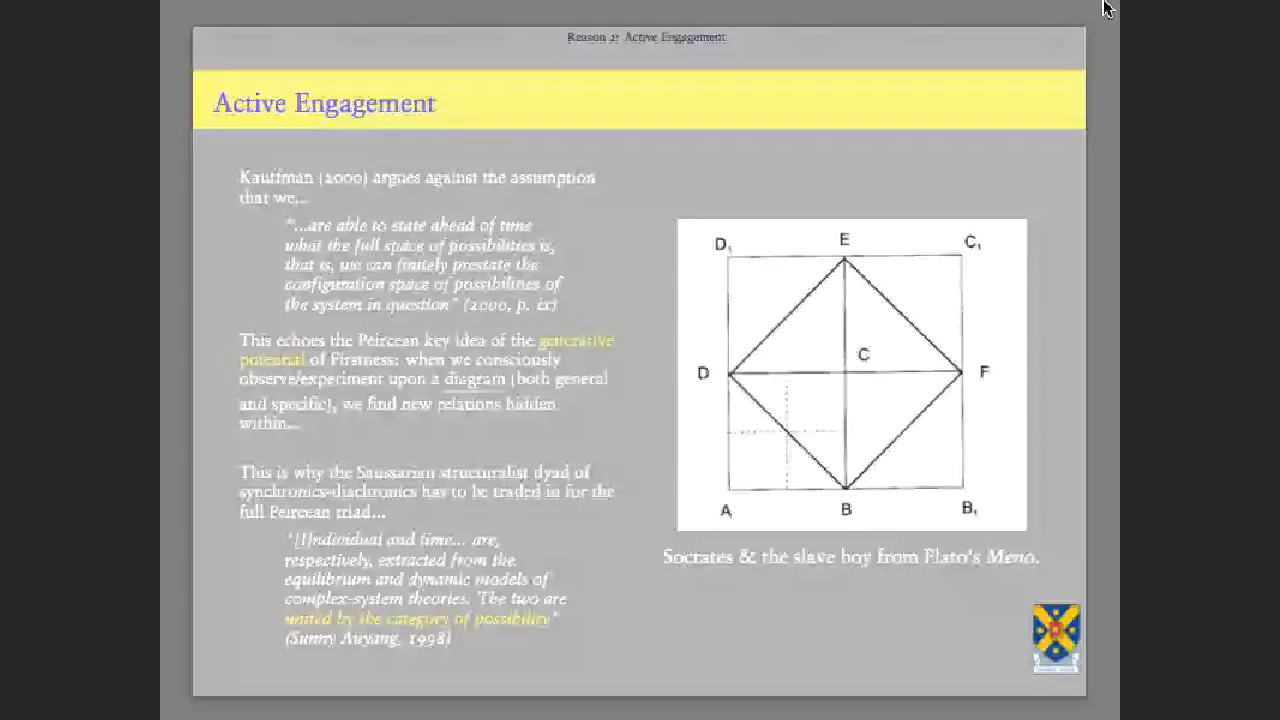 Reason 2: Active Engagement
Active Engagement
Kauffman (2000) argues against the assumption
that we...
"...are able to state ahead of time
what the full space of possibilities is,
that is, we can finitely prestate the
configuration space of possibilities of
the system in question" (2000, p. ix)
This echoes the Peircean key idea of the generative
potential of Firstness: when we consciously
observe/experiment upon a diagram (both general
and specific), we find new relations hidden
within...
This is why the Saussarian structuralist dyad of
synchronics-diachronics has to be traded in for the
full Peircean triad...
"[I]ndividual and time... are,
respectively, extracted from the
equilibrium and dynamic models of
complex-system theories. The two are
united by the category of possibility"
(Sunny Auyang, 1998)
D₁ E C₁
C
D F
A B B₁
Socrates & the slave boy from Plato's Meno.